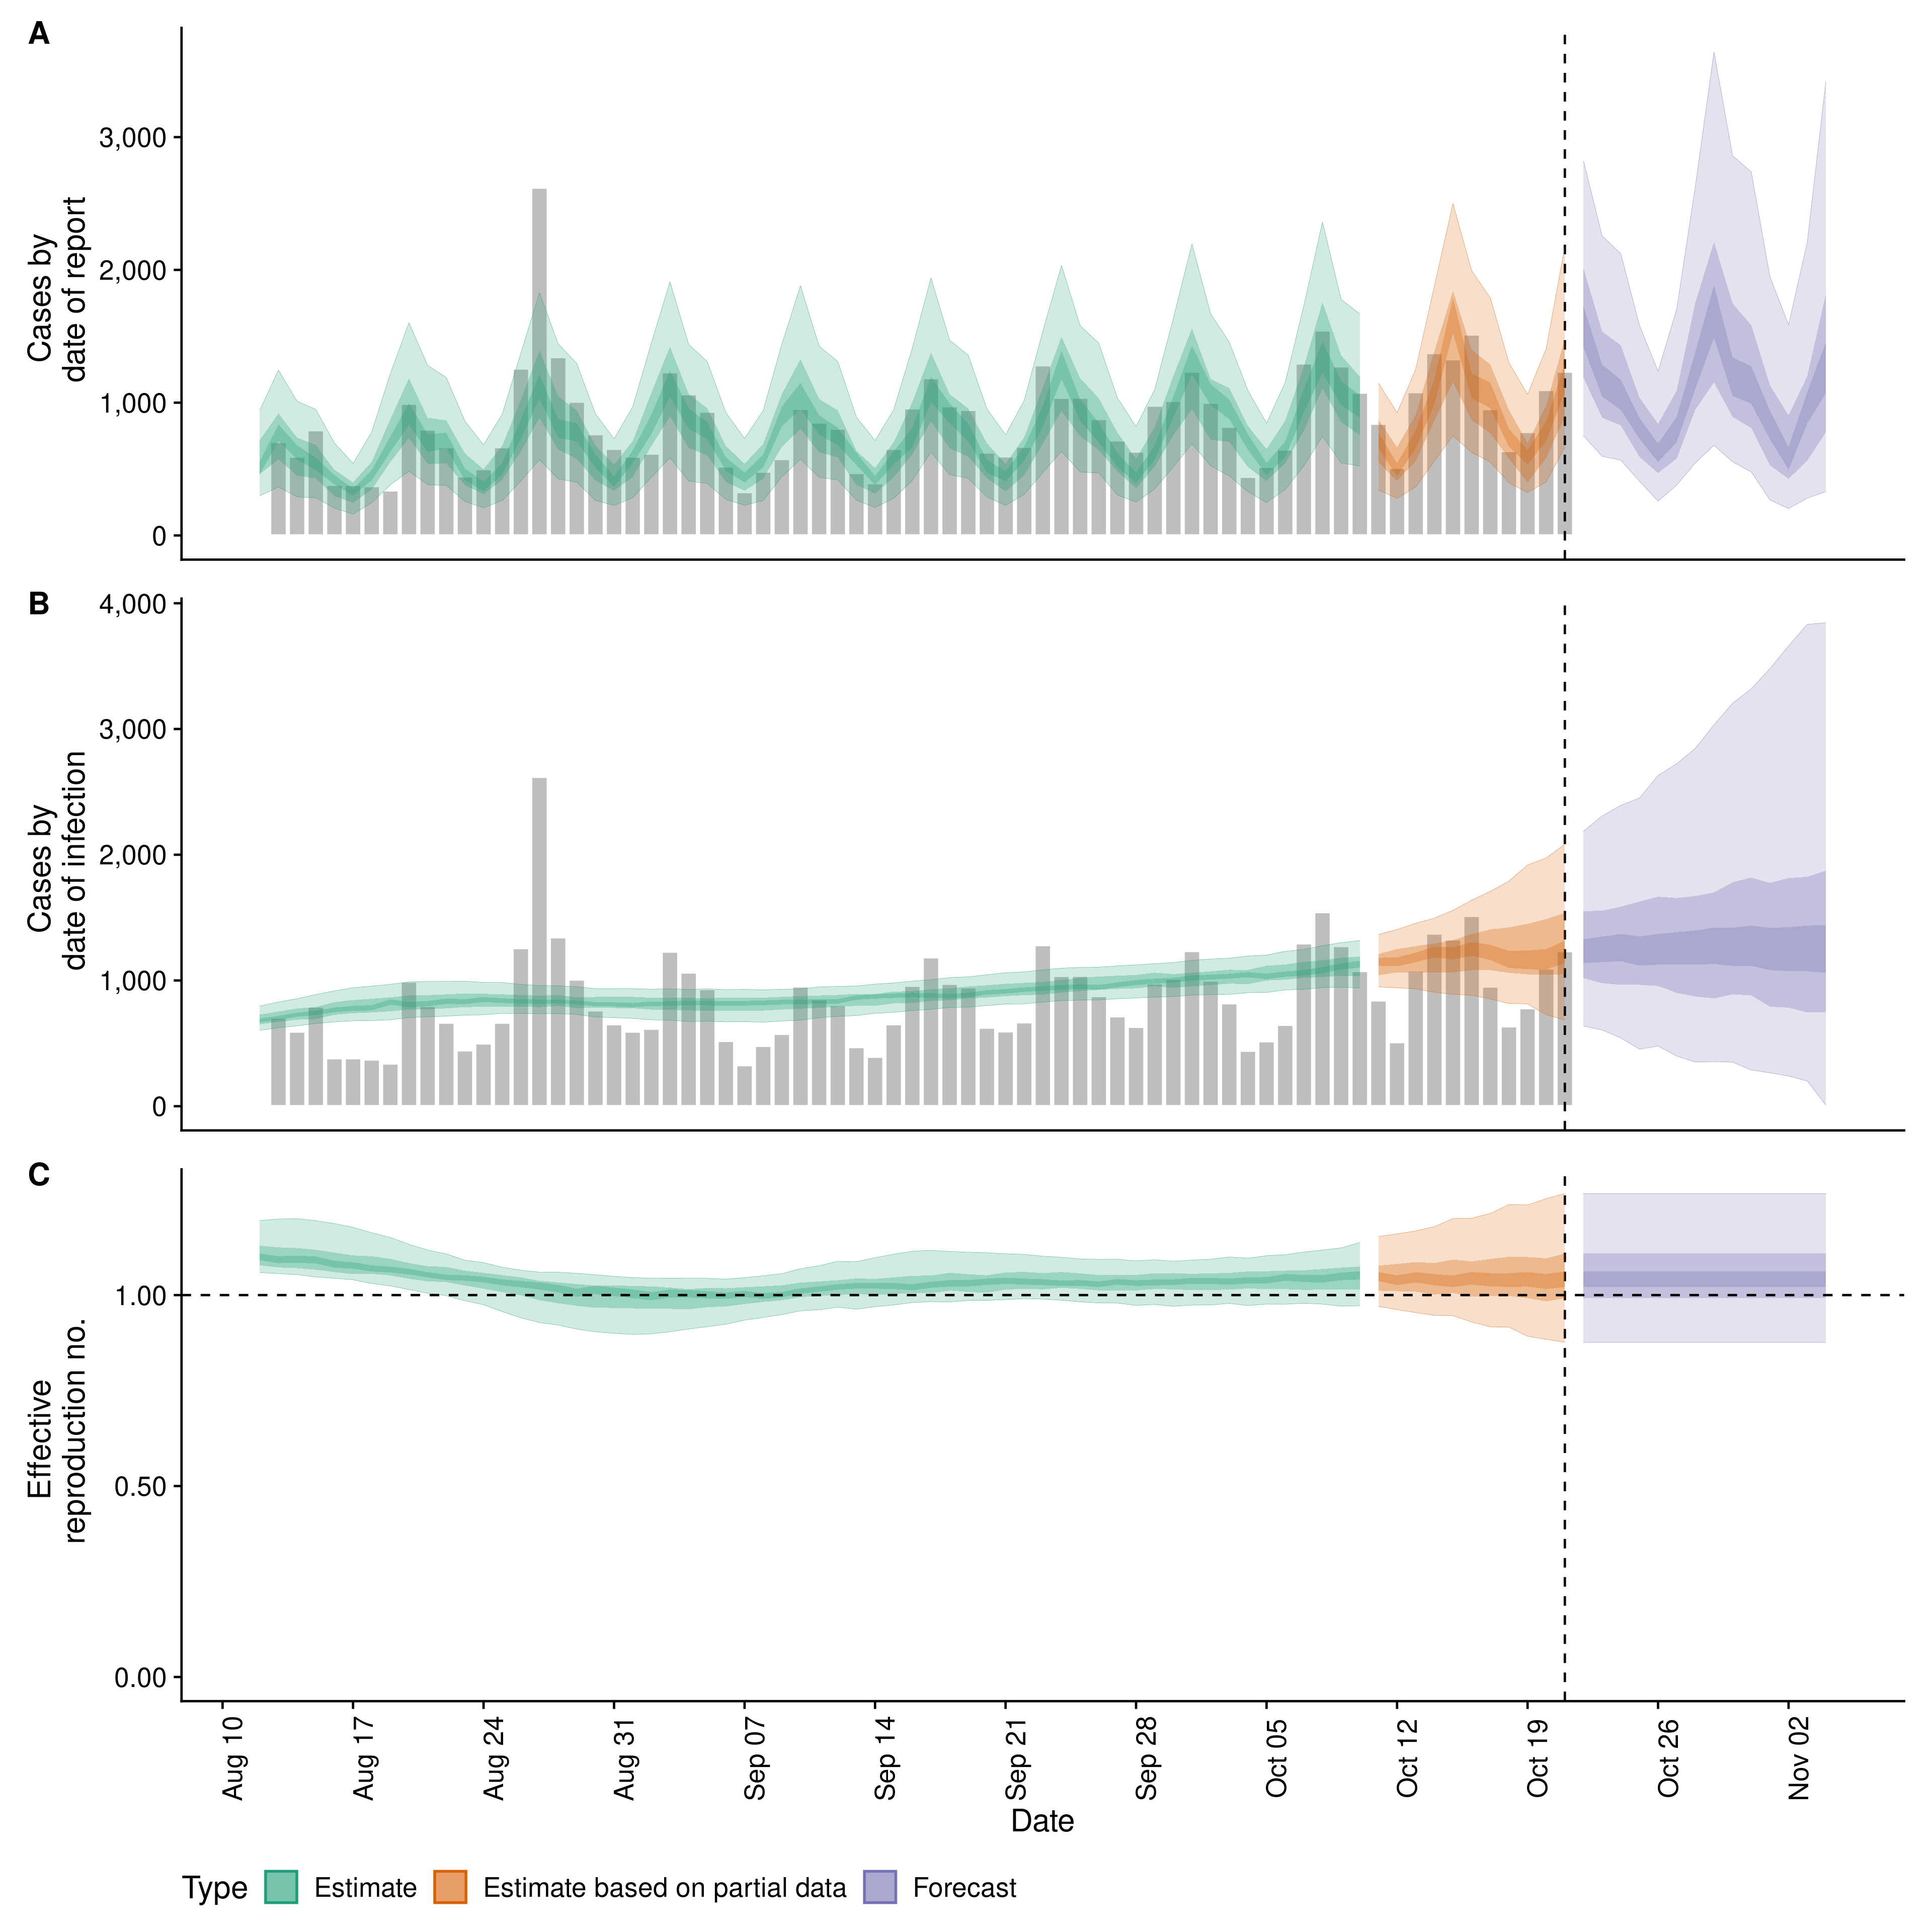 A
Cases by
date of report
3,000
2,000
1,000
0
B
Cases by
date of infection
4,000
3,000
2,000
1,000
0
C
Effective
reproduction no.
1.00
0.50
0.00
Aug 10
Aug 17
Aug 24
Aug 31
Sep 07
Sep 14
Sep 21
Sep 28
Oct 05
Oct 12
Oct 19
Oct 26
Nov 02
Date
Type Estimate Estimate based on partial data Forecast